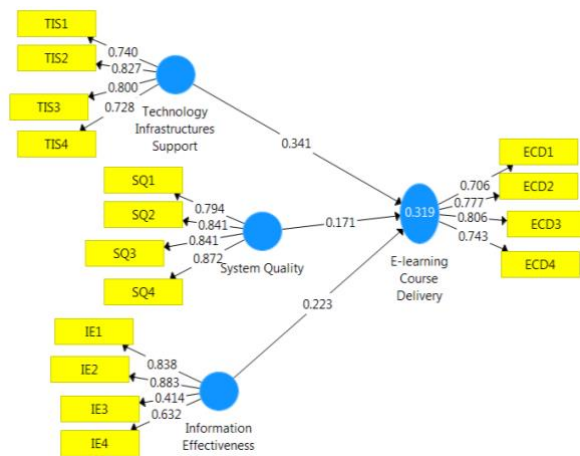 TIS1
0.740
TIS2
0.827
0.800
TIS3
0.728
TIS4
Technology
Infrastructures
Support
0.341
SQ1
0.794
SQ2
0.841
0.841
SQ3
0.872
SQ4
System Quality
0.171
ECD1
0.706
ECD2
0.777
0.319
0.806
ECD3
0.743
ECD4
E-learning
Course
Delivery
0.223
IE1
0.838
IE2
0.883
0.414
IE3
0.632
IE4
Information
Effectiveness